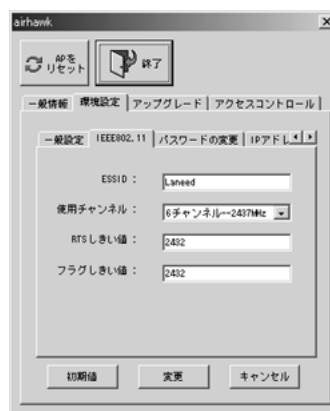 airhawk
APを
リセット
終了
一般情報 環境設定 アップグレード アクセスコントロール
一般設定 IEEE802.11 パスワードの変更 IPアドレ
ESSID : Laneed
使用チャンネル : 6チャンネル--2437MHz
RTSしきい値 : 2432
フラグしきい値 : 2432
初期値 変更 キャンセル